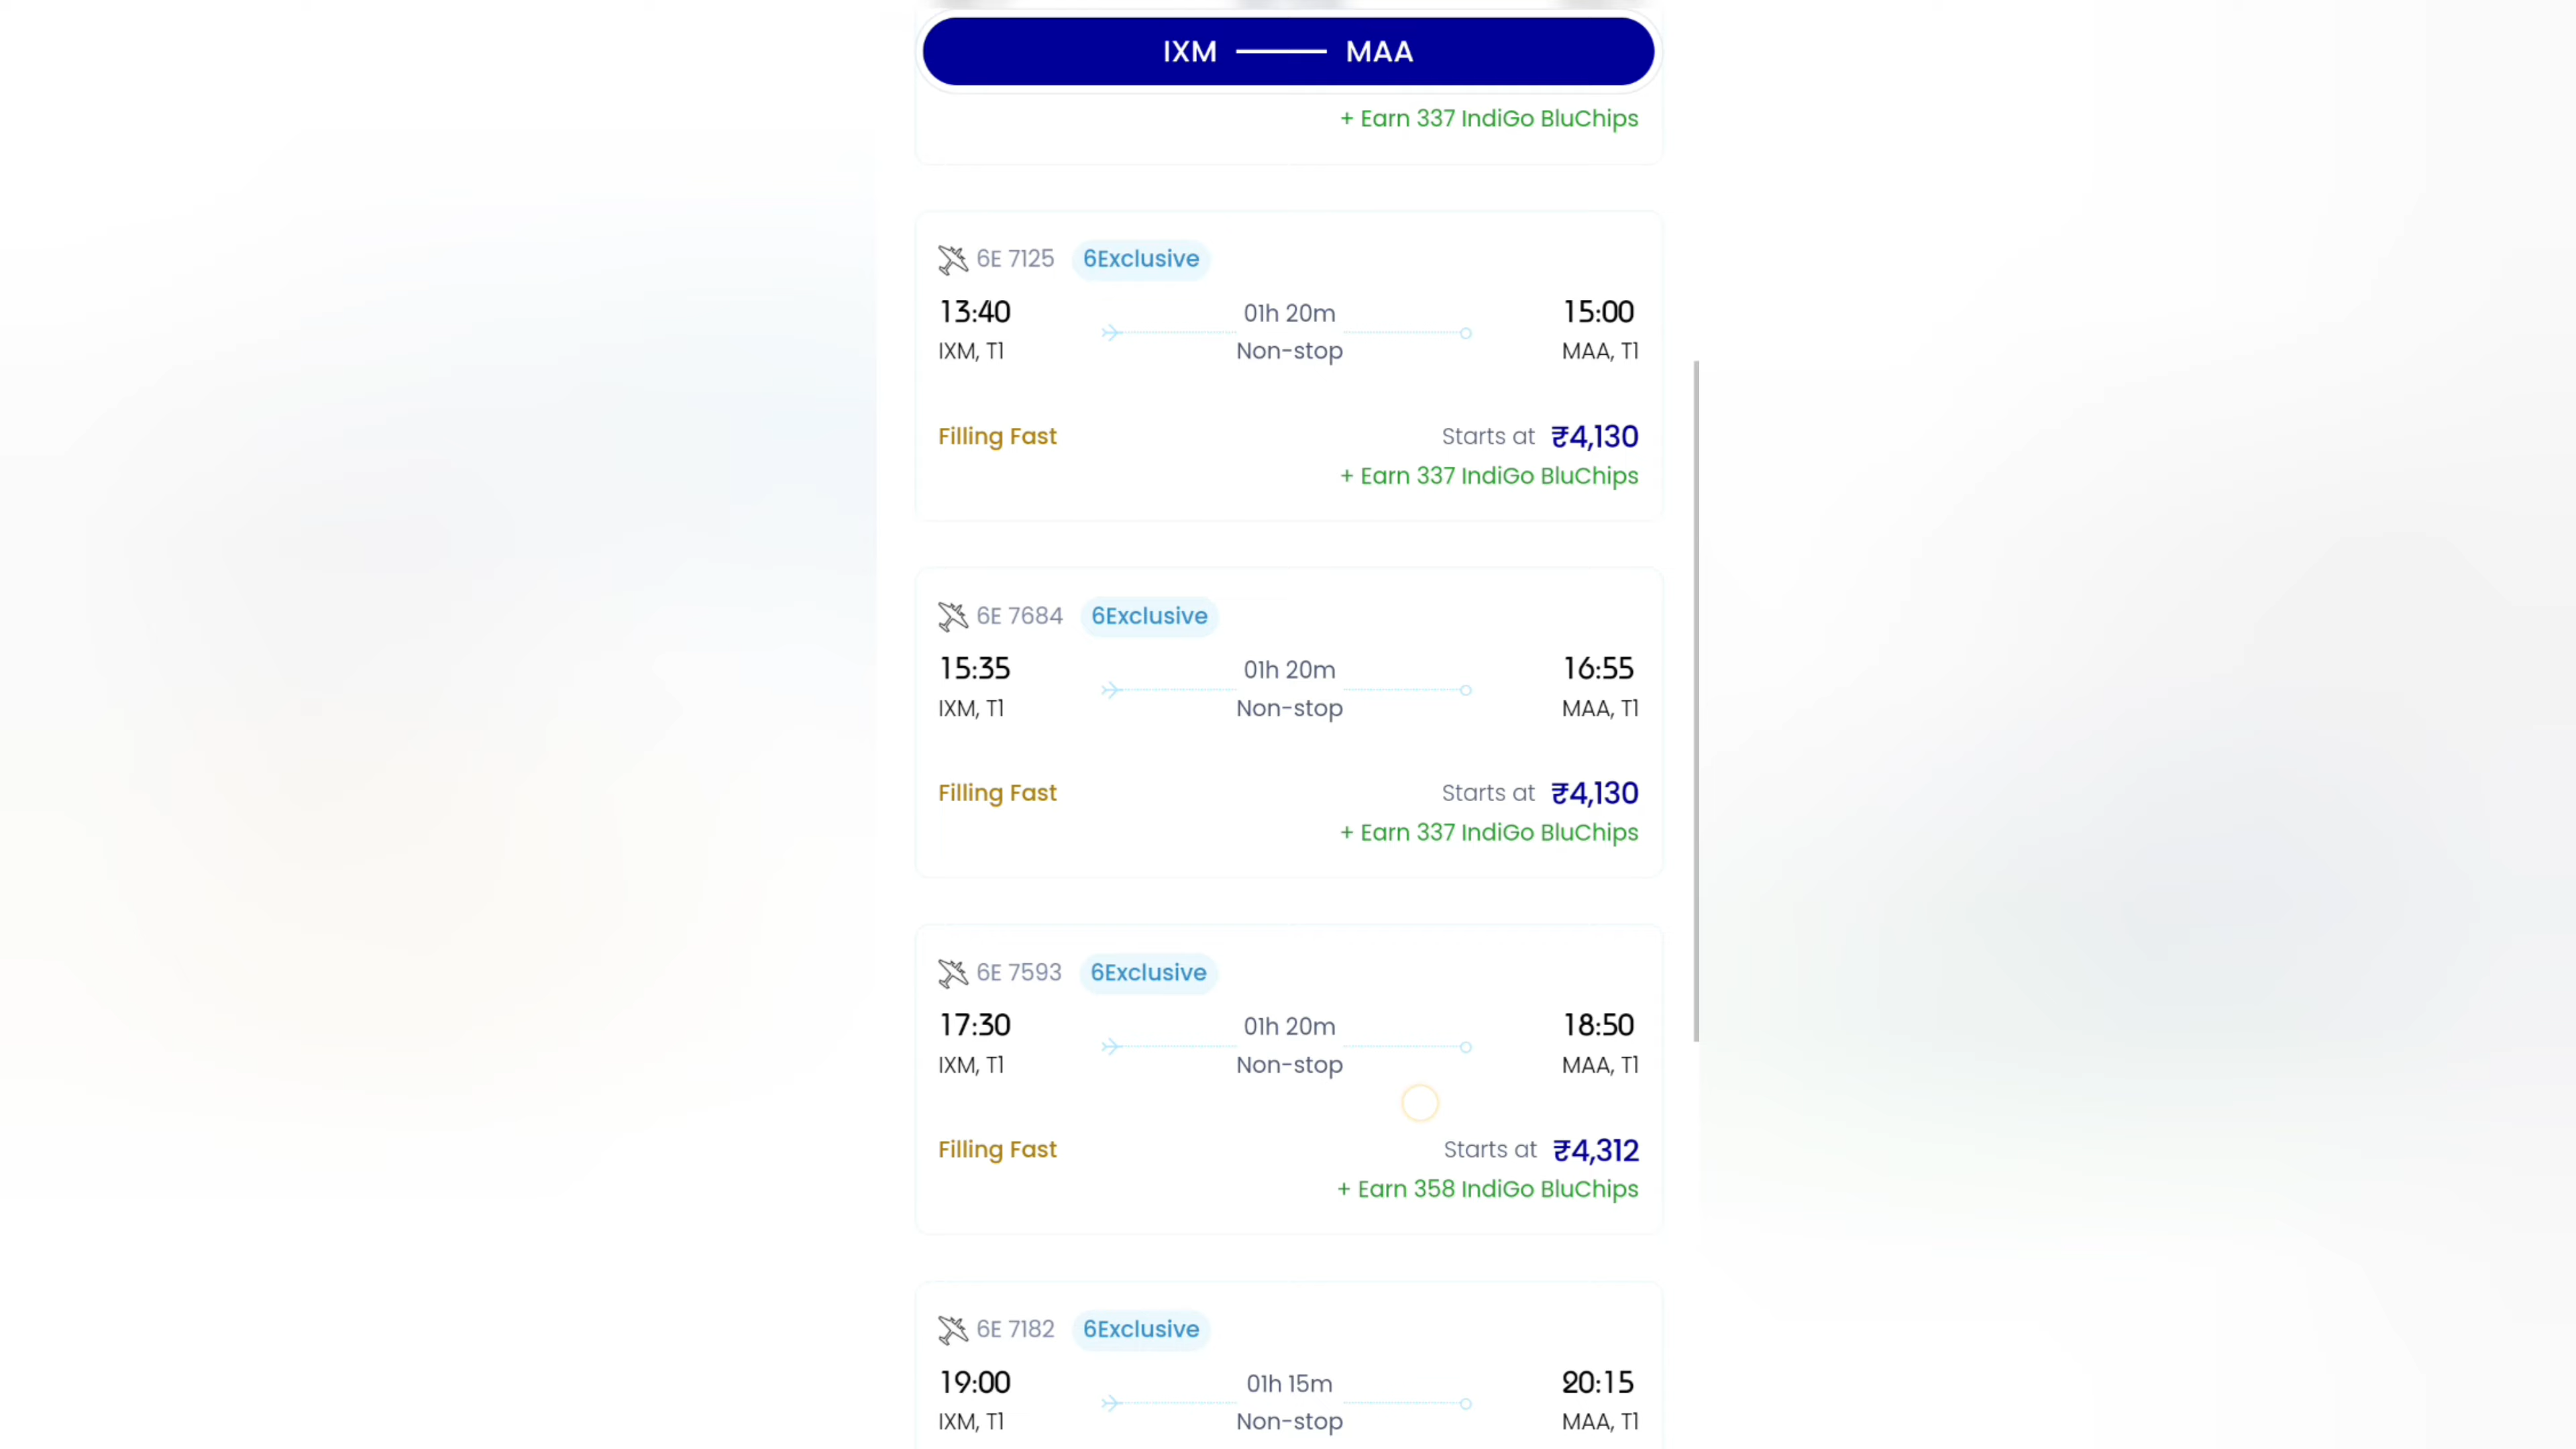 IXM MAA
+ Earn 337 IndiGo BluChips
6E 7125 6Exclusive
13:40 01h 20m 15:00
IXM, T1 Non-stop MAA, T1
Filling Fast Starts at ₹4,130
+ Earn 337 IndiGo BluChips
6E 7684 6Exclusive
15:35 01h 20m 16:55
IXM, T1 Non-stop MAA, T1
Filling Fast Starts at ₹4,130
+ Earn 337 IndiGo BluChips
6E 7593 6Exclusive
17:30 01h 20m 18:50
IXM, T1 Non-stop MAA, T1
Filling Fast Starts at ₹4,312
+ Earn 358 IndiGo BluChips
6E 7182 6Exclusive
19:00 01h 15m 20:15
IXM, T1 Non-stop MAA, T1